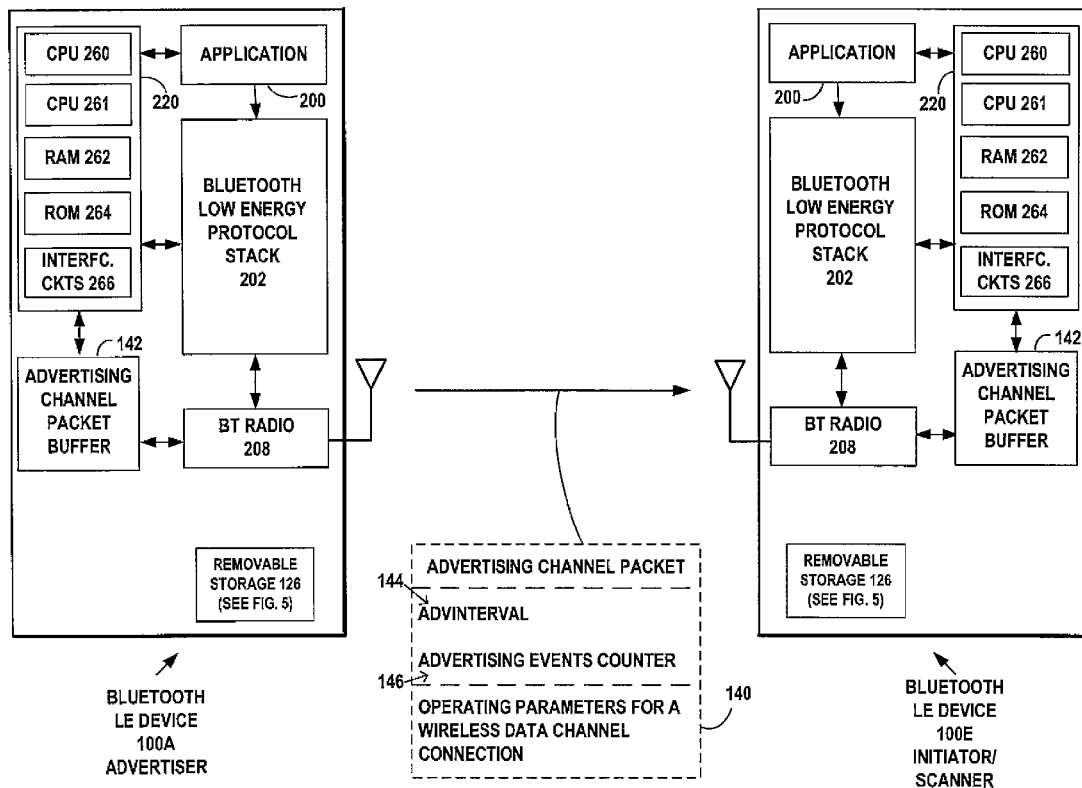 CPU 260
CPU 261
RAM 262
ROM 264
INTERFC.
CKTS 266
220
APPLICATION
200
BLUETOOTH
LOW ENERGY
PROTOCOL
STACK
202
142
ADVERTISING
CHANNEL
PACKET
BUFFER
BT RADIO
208
REMOVABLE
STORAGE 126
(SEE FIG. 5)
BLUETOOTH
LE DEVICE
100A
ADVERTISER
ADVERTISING CHANNEL PACKET
144
ADVINTERVAL
ADVERTISING EVENTS COUNTER
146
OPERATING PARAMETERS FOR A
WIRELESS DATA CHANNEL
CONNECTION
140
APPLICATION
200
220
CPU 260
CPU 261
RAM 262
ROM 264
INTERFC.
CKTS 266
BLUETOOTH
LOW ENERGY
PROTOCOL
STACK
202
142
ADVERTISING
CHANNEL
PACKET
BUFFER
BT RADIO
208
REMOVABLE
STORAGE 126
(SEE FIG. 5)
BLUETOOTH
LE DEVICE
100E
INITIATOR/
SCANNER